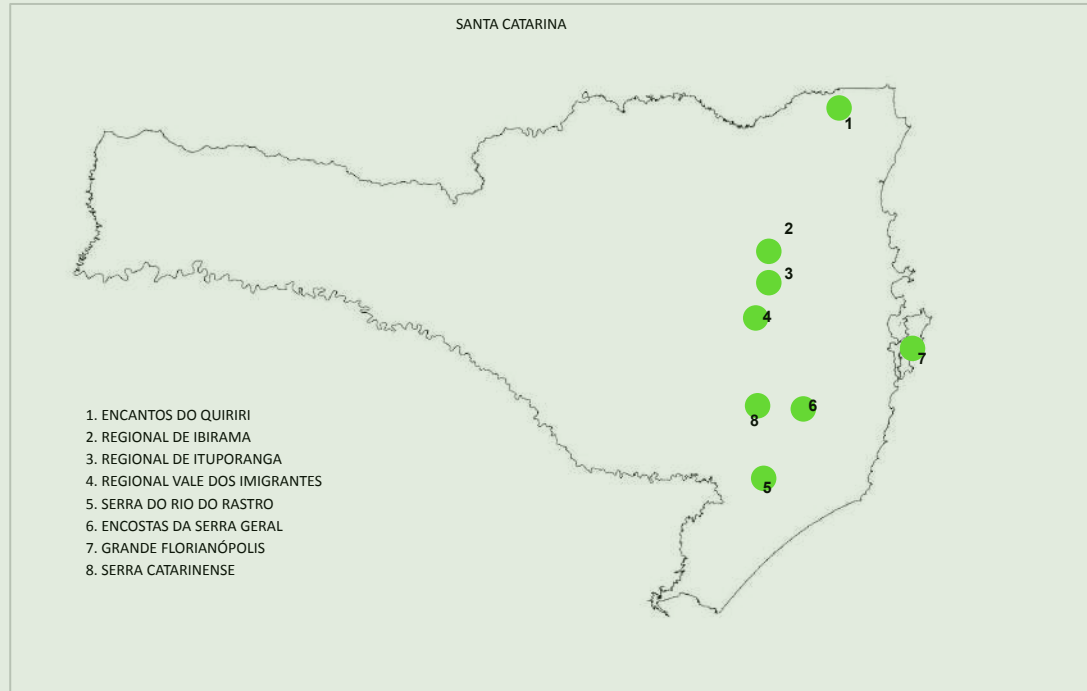 SANTA CATARINA
1
2
3
4
7
8
6
5
1. ENCANTOS DO QUIRIRI
2. REGIONAL DE IBIRAMA
3. REGIONAL DE ITUPORANGA
4. REGIONAL VALE DOS IMIGRANTES
5. SERRA DO RIO DO RASTRO
6. ENCOSTAS DA SERRA GERAL
7. GRANDE FLORIANÓPOLIS
8. SERRA CATARINENSE